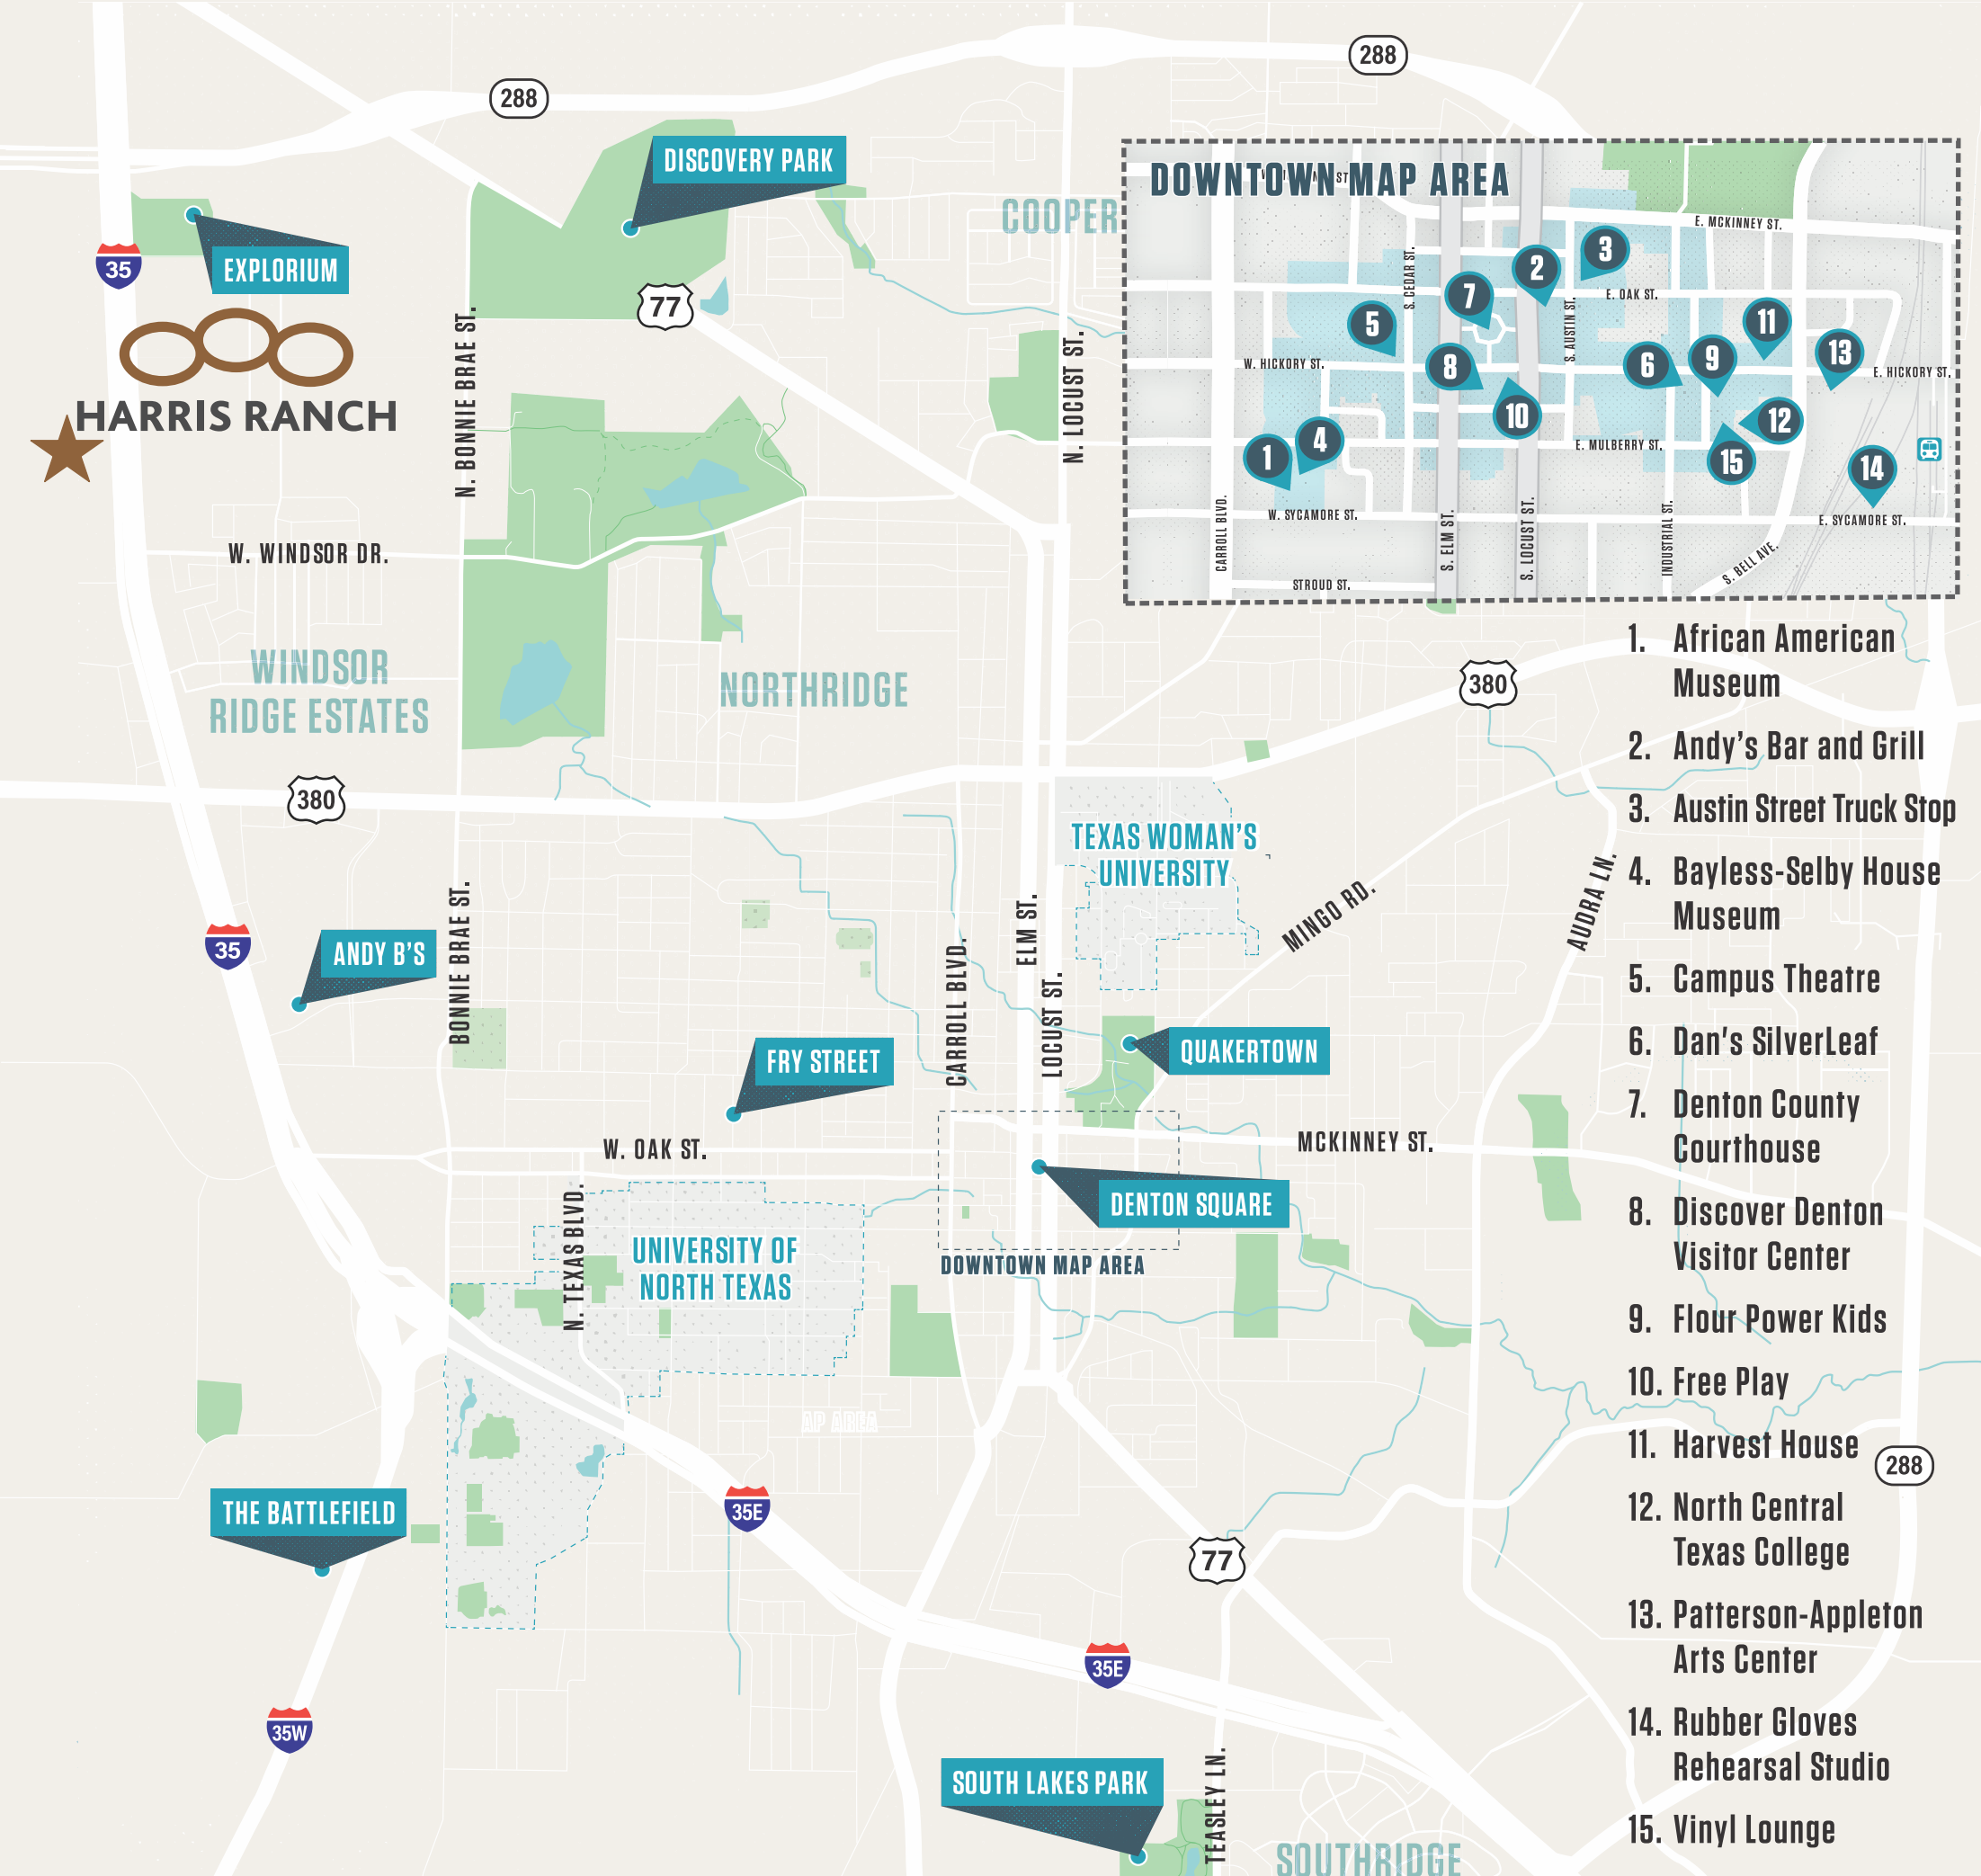 288
288
DISCOVERY PARK
COOPER
EXPLORIUM
35
77
HARRIS RANCH
N. BONNIE BRAE ST.
N. LOCUST ST.
W. WINDSOR DR.
WINDSOR
RIDGE ESTATES
NORTHRIDGE
DOWNTOWN MAP AREA
E. MCKINNEY ST.
3
2
7
S. CEDAR ST.
E. OAK ST.
S. AUSTIN ST.
5
11
13
W. HICKORY ST.
8
6
9
E. HICKORY ST.
10
12
4
1
E. MULBERRY ST.
15
14
W. SYCAMORE ST.
E. SYCAMORE ST.
CARROLL BLVD.
S. ELM ST.
S. LOCUST ST.
INDUSTRIAL ST.
S. BELL AVE.
STROUD ST.
380
380
TEXAS WOMAN'S
UNIVERSITY
MINGO RD.
AUDRA LN.
35
ANDY B'S
BONNIE BRAE ST.
CARROLL BLVD.
ELM ST.
LOCUST ST.
QUAKERTOWN
FRY STREET
W. OAK ST.
MCKINNEY ST.
DENTON SQUARE
DOWNTOWN MAP AREA
N. TEXAS BLVD.
UNIVERSITY OF
NORTH TEXAS
AP AREA
THE BATTLEFIELD
35E
77
35E
35W
SOUTH LAKES PARK
TEASLEY LN.
SOUTHRIDGE
288
1. African American
Museum
2. Andy's Bar and Grill
3. Austin Street Truck Stop
4. Bayless-Selby House
Museum
5. Campus Theatre
6. Dan's SilverLeaf
7. Denton County
Courthouse
8. Discover Denton
Visitor Center
9. Flour Power Kids
10. Free Play
11. Harvest House
12. North Central
Texas College
13. Patterson-Appleton
Arts Center
14. Rubber Gloves
Rehearsal Studio
15. Vinyl Lounge